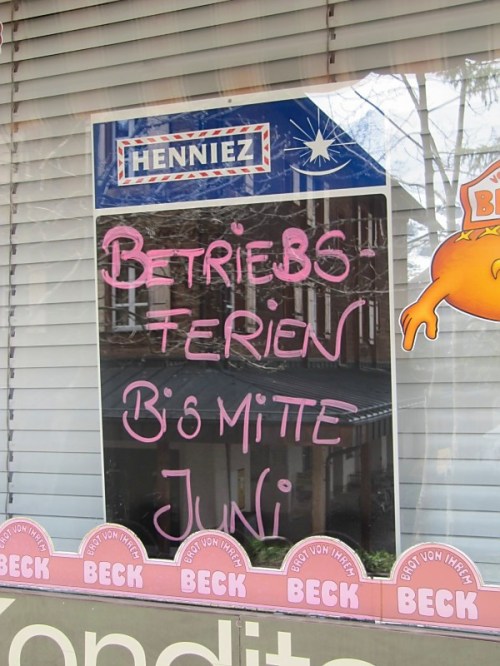 HENNIEZ
BETRIEBS-
FERIEN
BIS MITTE
JUNI
BROT VON IHREM
BECK
BROT VON IHREM
BECK
BROT VON IHREM
BECK
BROT VON IHREM
BECK
BROT VON IHREM
BECK